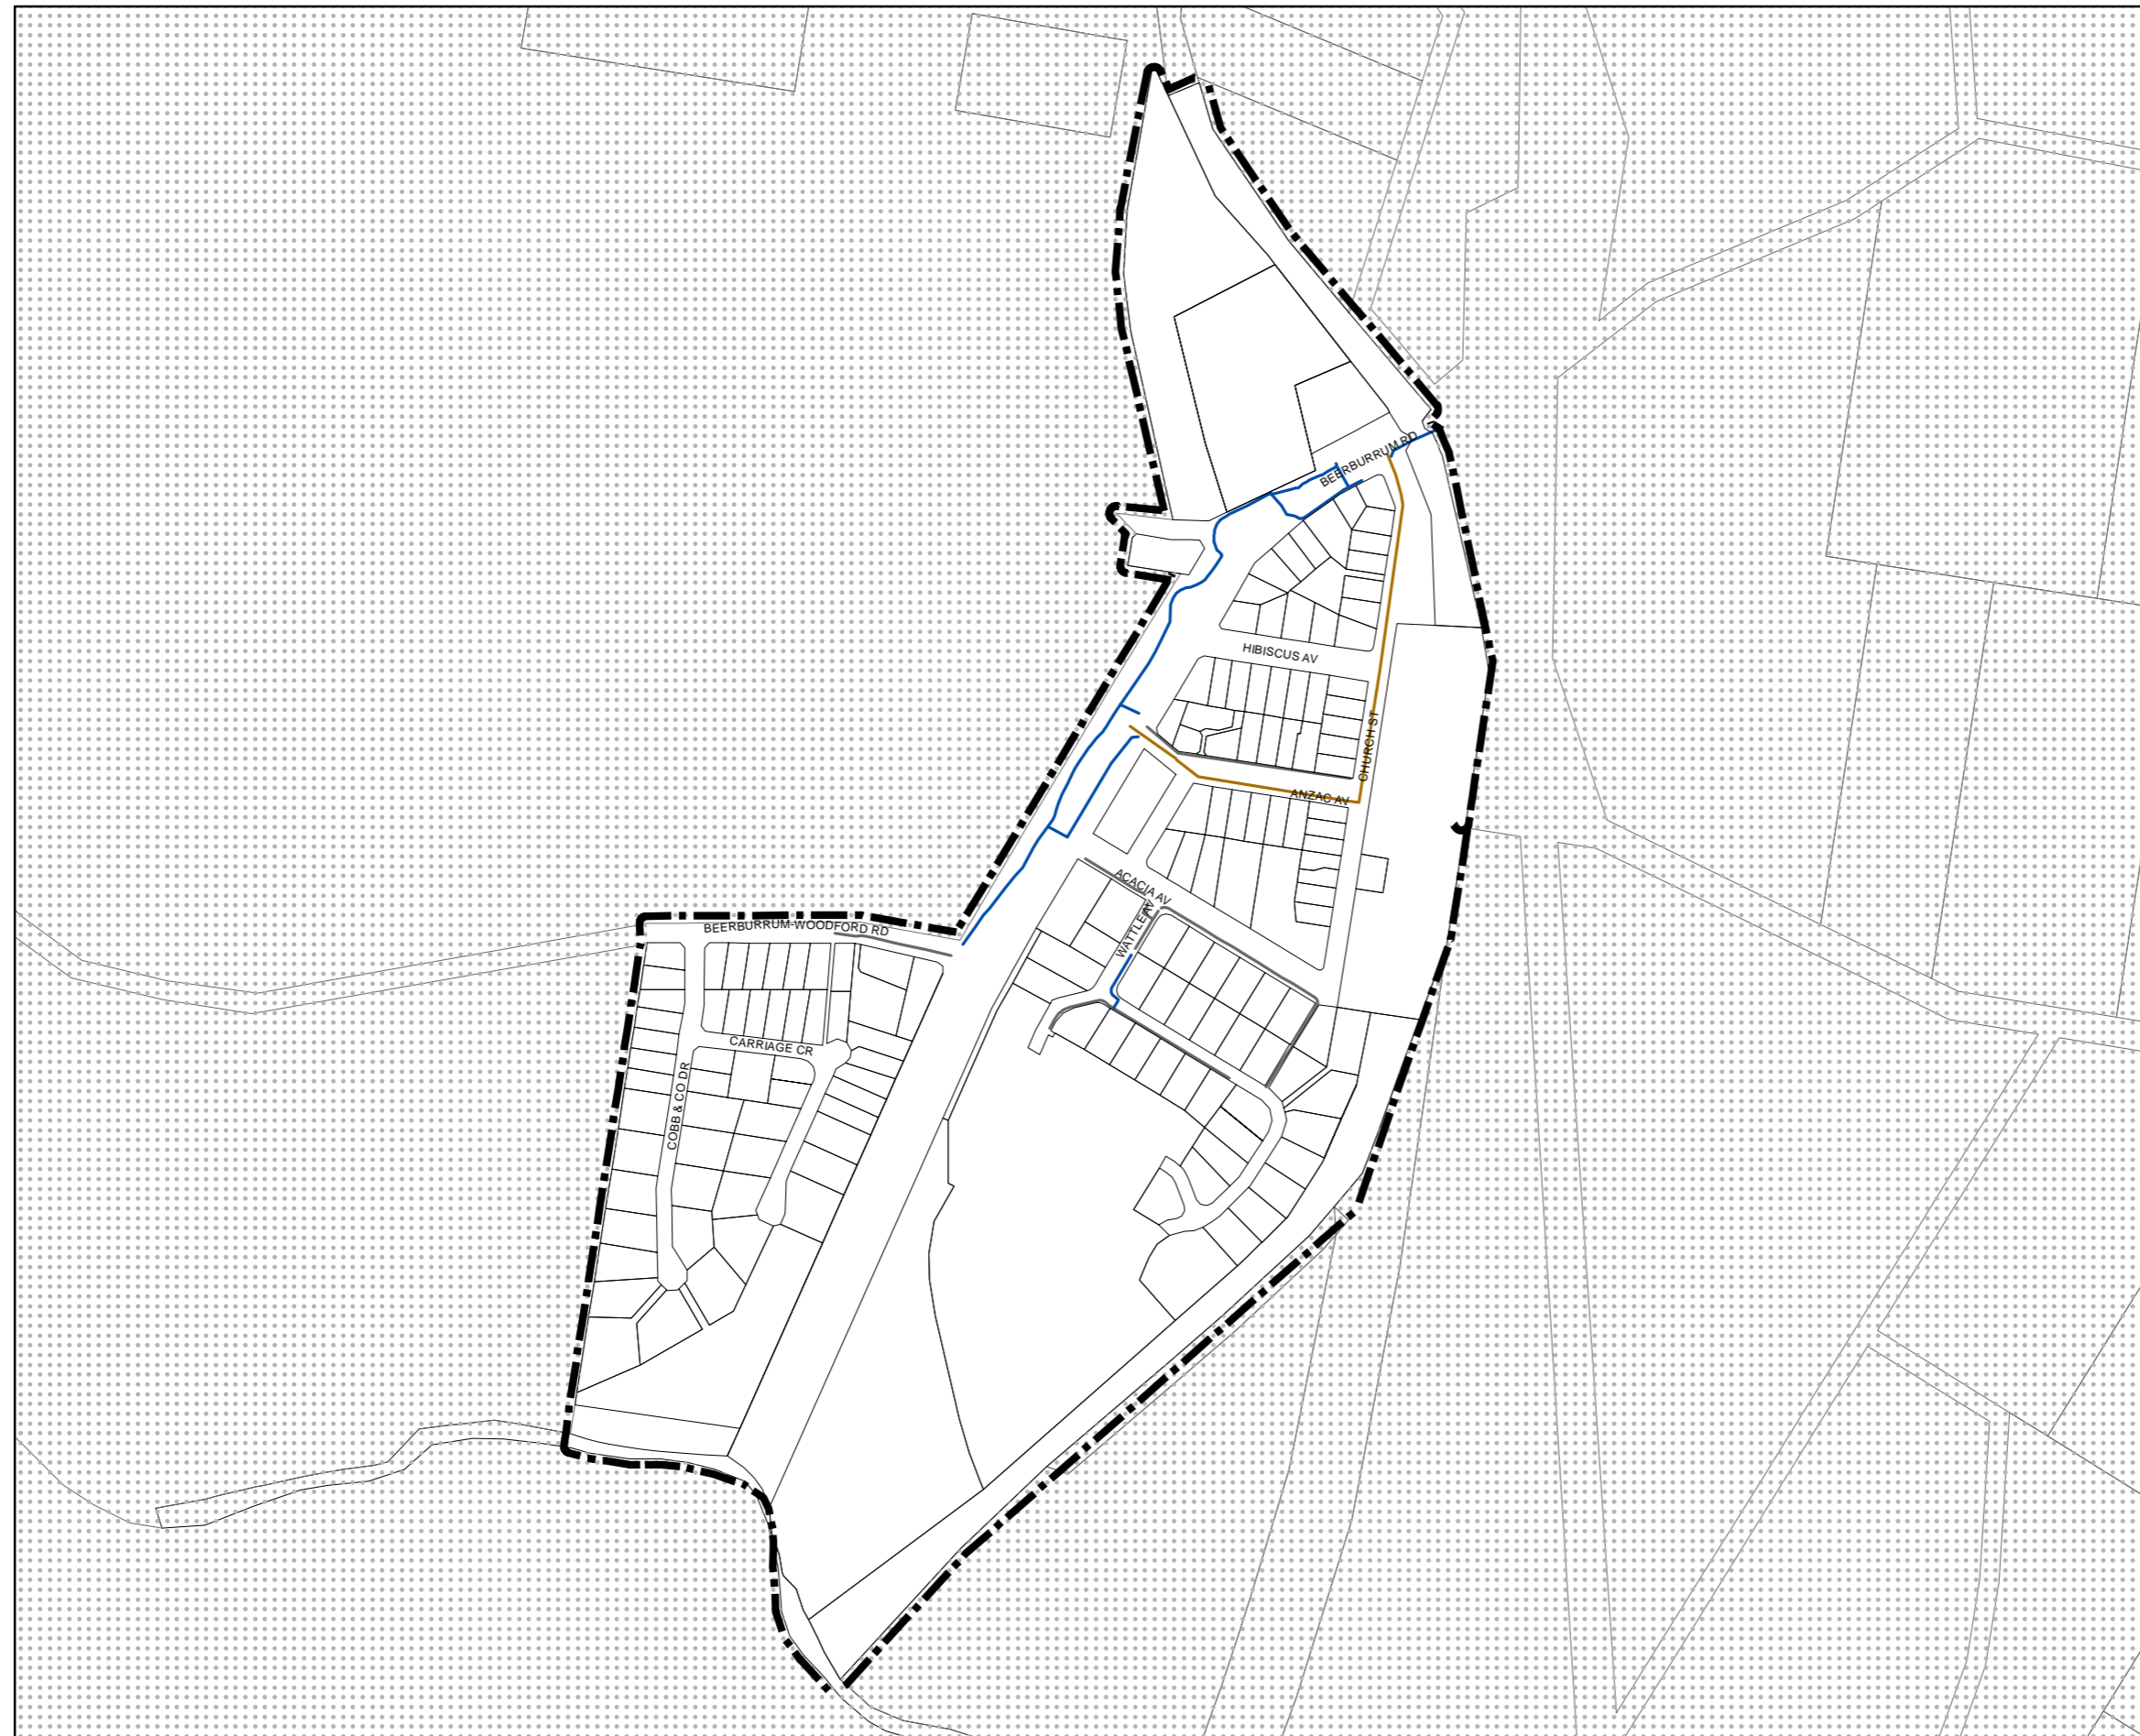 BEERBURRUM RD
HIBISCUS AV
CHURCH ST
ANZAC AV
ACACIA AV
WATTLE AV
BEERBURRUM-WOODFORD RD
CARRIAGE CR
COBB & CO DR